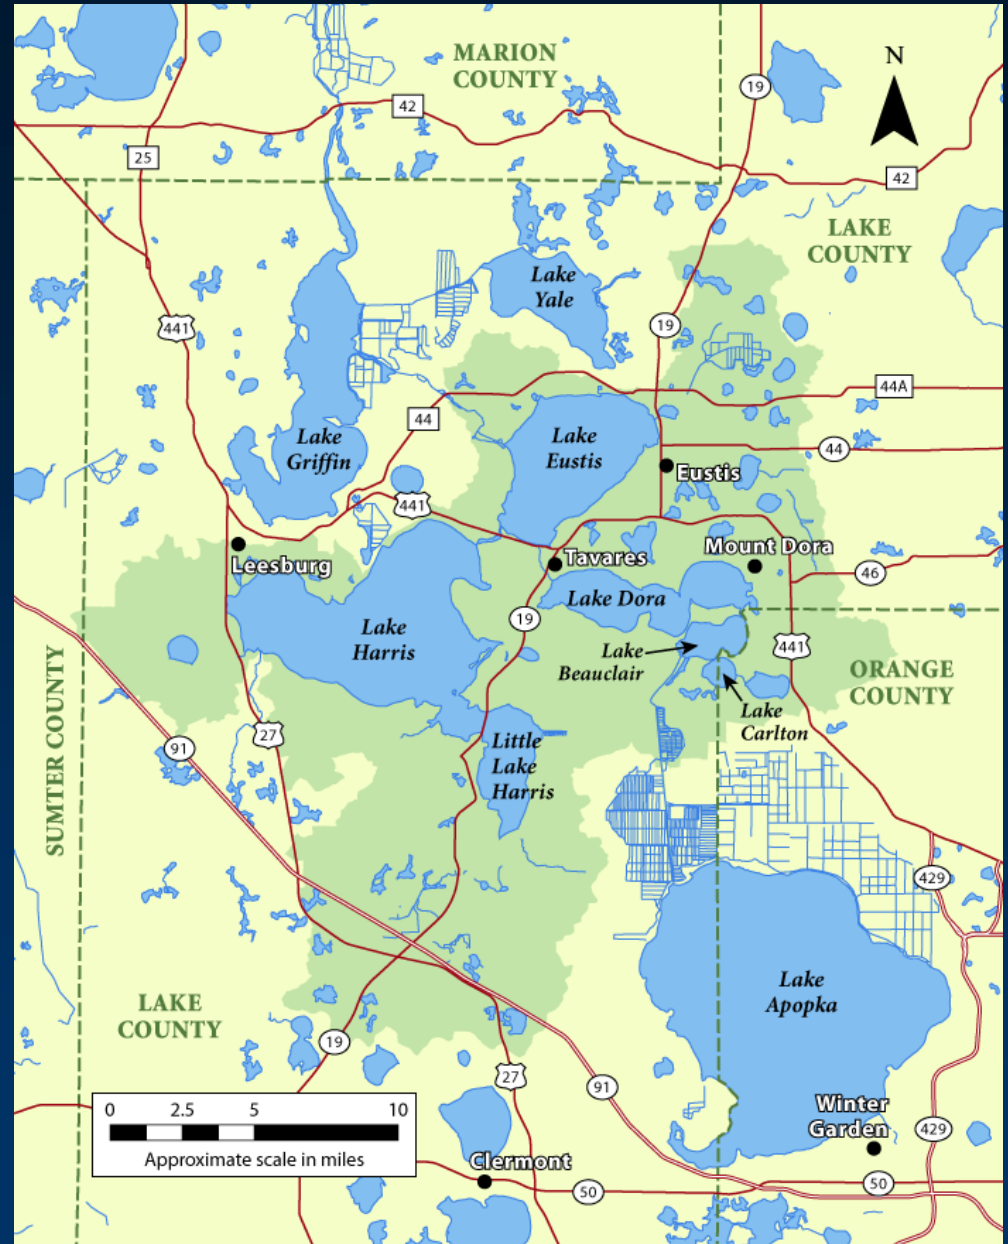 MARION
COUNTY
N
19
42
25
42
LAKE
COUNTY
Lake
Yale
441
19
44A
44
Lake
Griffin
Lake
Eustis
44
Eustis
441
Leesburg
Tavares
Mount Dora
46
Lake Dora
19
Lake
Harris
Lake
Beauclair
441
ORANGE
COUNTY
SUMTER COUNTY
Lake
Carlton
27
91
Little
Lake
Harris
429
Lake
Apopka
LAKE
COUNTY
19
27
91
0 2.5 5 10
Approximate scale in miles
Winter
Garden
429
Clermont
50
50